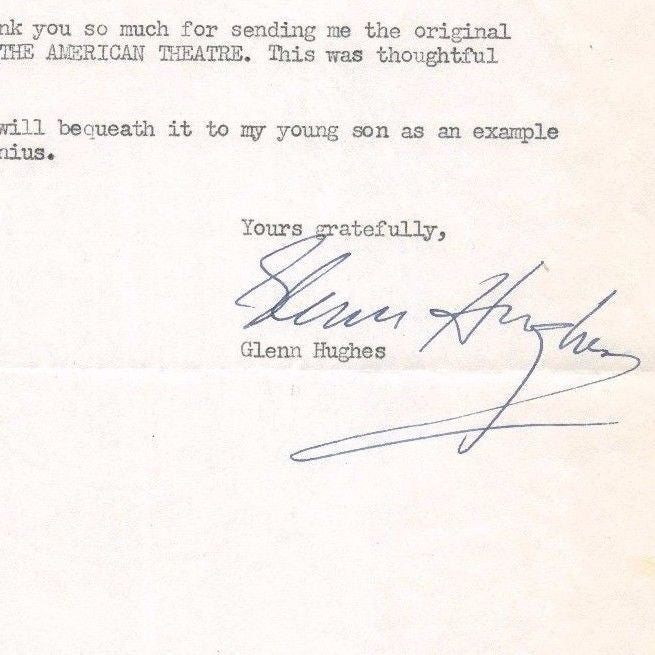 nk you so much for sending me the original
THE AMERICAN THEATRE. This was thoughtful
will bequeath it to my young son as an example
nius.
Yours gratefully,
Glenn Hughes
Glenn Hughes